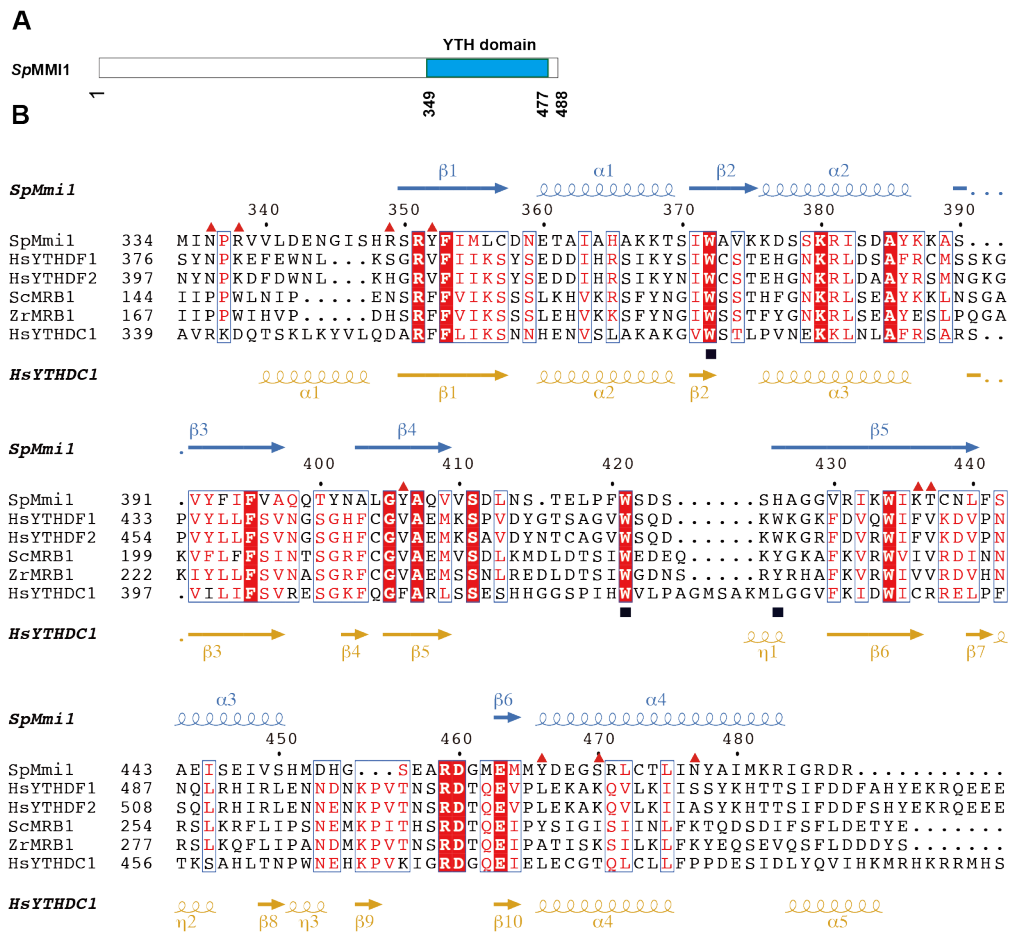 A
YTH domain
SpMMI1
1 349 477 488
B
β1 α1 β2 α2
SpMmi1
340 350 360 370 380 390
SpMmi1 334 MINPRVVLDENGISHRSRYFIMLCDNETAIAHAKKTSIWAVKKDSSKRISDAYKKAS...
HsYTHDF1 376 SYNPKEFEWNL...KSGRVFIIKSYSEDDIHRSIKYSIWCSTEHGNKRLDSAFRCMSSKG
HsYTHDF2 397 NYNPKDFDWNL...KHGRVFIIKSYSEDDIHRSIKYNIWCSTEHGNKRLDAAYRSMNGKG
ScMRB1 144 IIPPWLNIP.....ENSRFFVIKSSSLKHVKRSFYNGIWSSTHFGNKRLSEAYKKLNSGA
ZrMRB1 167 IIPPWIHVP.....DHSRFFVIKSNNLEHVKKSFYNGIWSSTFYGNKRLSEAYESLPQGA
HsYTHDC1 339 AVRKDQTSKLKYVLQDARFFLIKSNNHENVSLAKAKGVWSTLPVNEKKLNLAFRSARS..
HsYTHDC1
α1 β1 α2 β2 α3
β3 β4 β5
SpMmi1
400 410 420 430 440
SpMmi1 391 .VYFIFVAQQTYNALGYAQVVSDLNS.TELPFWSDS......SHAGGVRIKWIKTCNLFS
HsYTHDF1 433 PVYLLFSVNGSGHFCGVAEMKSPVDYGTSAGVWSQD......KWKGKFDVQWIFVKDVPN
HsYTHDF2 454 PVYLLFSVNGSGHFCGVAEMKSAVDYNTCAGVWSQD......KWKGRFDVRWIFVKDVPN
ScMRB1 199 KVFLFFSINTSGRFCGVAEMVSDLKMDLDTSIWEDEQ.....KYGKAFKVRWVIVRDINN
ZrMRB1 222 KIYLLFSVNASGRFCGVAEMSSNLREDLDTSIWGDNS.....RYRHAFKVRWIVVRDVHN
HsYTHDC1 397 .VILIFSVRESGKFQGFARLSSESHHGGSPIHWVLPAGMSAKMLGGVFKIDWICRRELPF
HsYTHDC1
β3 β4 β5 η1 β6 β7
α3 β6 α4
SpMmi1
450 460 470 480
SpMmi1 443 AEISEIVSHMDHG...SEARDGMEMMYDEGSRLCTLINYAIMKRIGRDR...........
HsYTHDF1 487 NQLRHIRLENNDNKPVTNSRDTQEVPLEKAKQVLKIISSYKHTTSIFDDFAHYEKRQEEE
HsYTHDF2 508 SQLRHIRLENNENKPVTNSRDTQEVPLEKAKQVLKIIASYKHTTSIFDDFSHYEKRQEEE
ScMRB1 254 RSLKRFLIPSNEMKPITHSRDTQEIPYSIGISIINLFKTQDSDIFSFLDETYE.......
ZrMRB1 277 RSLKQFLIPANDMKPVTNSRDTQEIPATISKSILKLFKYEQSEVQSFLDDDYS.......
HsYTHDC1 456 TKSAHLTNPWNEHKPVKIGRDGQEIELECGTQLCLLFPPDESIDLYQVIHKMRHKRRMHS
HsYTHDC1
η2 β8 η3 β9 β10 α4 α5